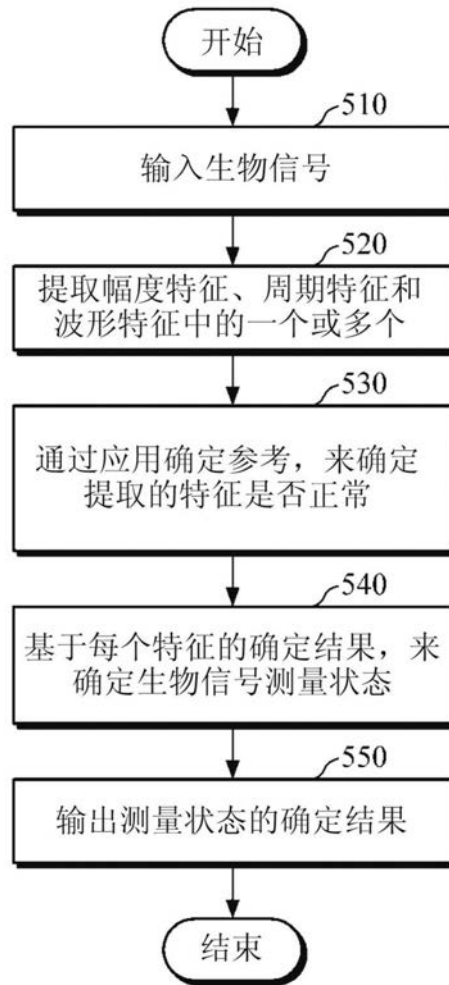 开始
510
输入生物信号
520
提取幅度特征、周期特征和
波形特征中的一个或多个
530
通过应用确定参考，来确定
提取的特征是否正常
540
基于每个特征的确定结果，来
确定生物信号测量状态
550
输出测量状态的确定结果
结束